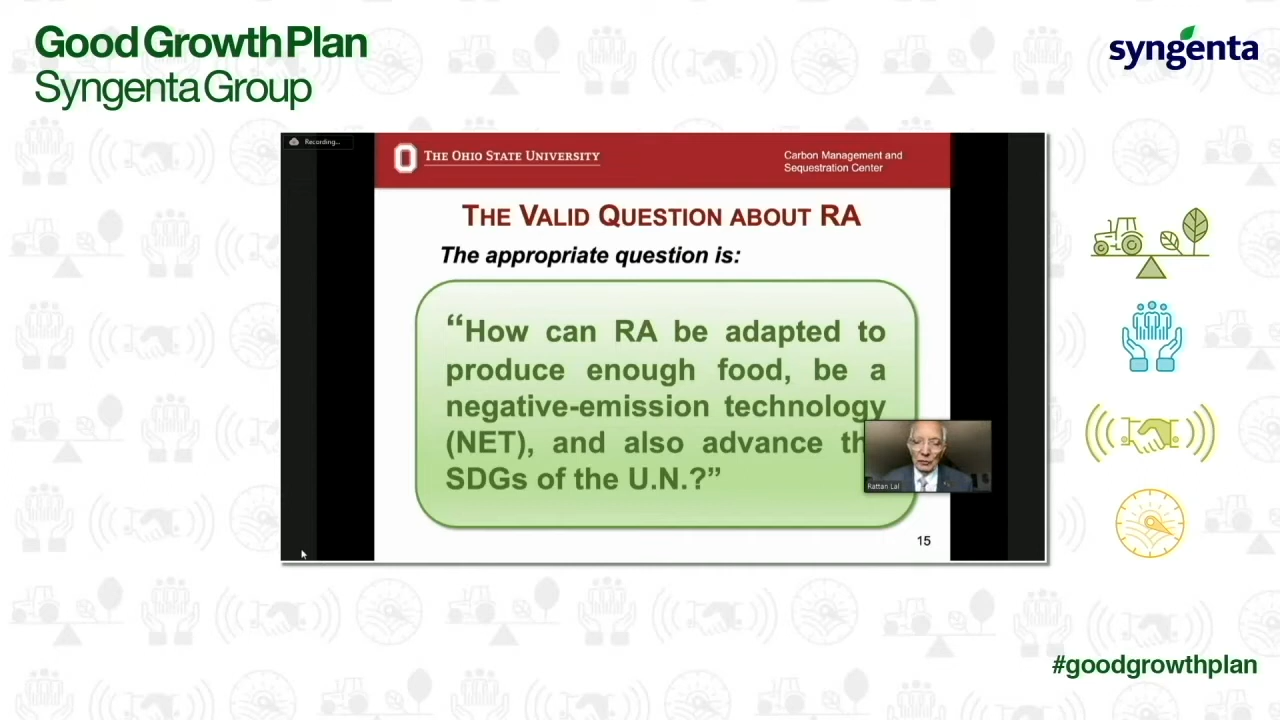 Good Growth Plan
Syngenta Group
syngenta
Recording...
THE OHIO STATE UNIVERSITY
Carbon Management and
Sequestration Center
THE VALID QUESTION ABOUT RA
The appropriate question is:
“How can RA be adapted to
produce enough food, be a
negative-emission technology
(NET), and also advance th
SDGs of the U.N.?”
Rattan Lal
15
#goodgrowthplan